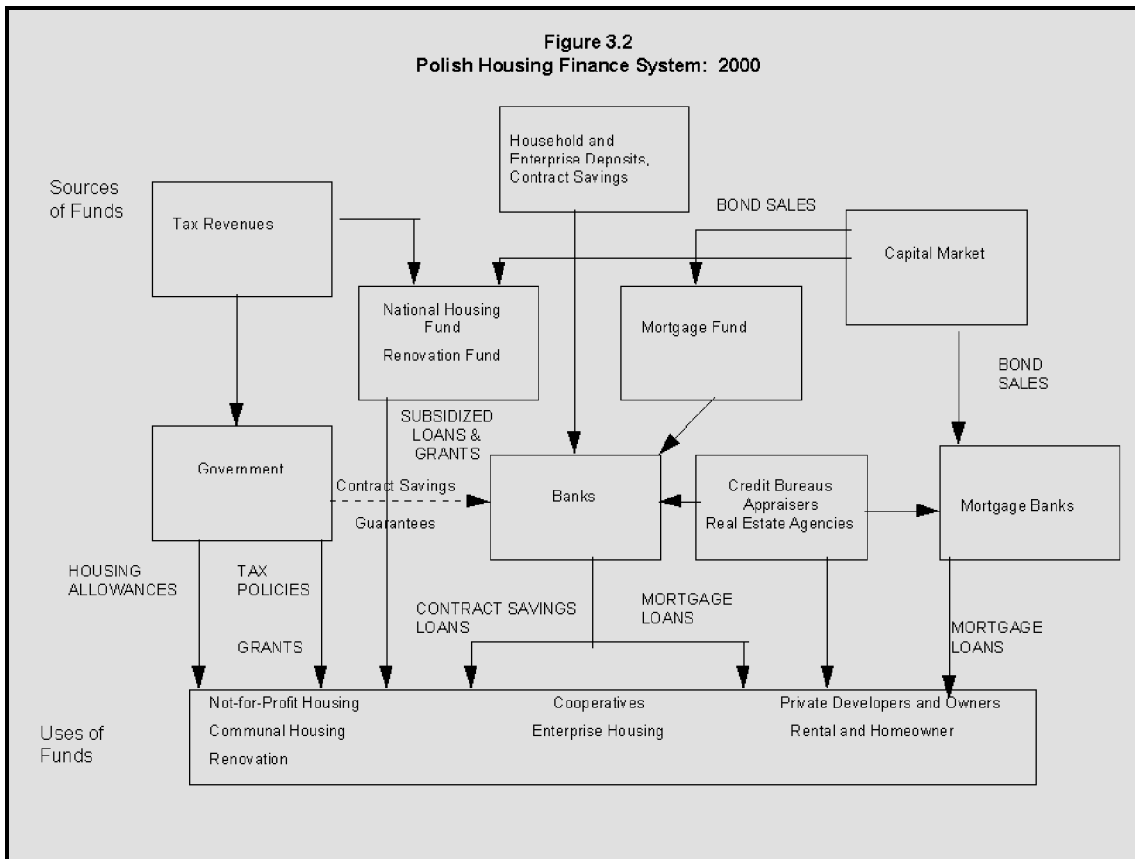 Figure 3.2
Polish Housing Finance System: 2000
Household and
Enterprise Deposits,
Contract Savings
Sources
of Funds
Tax Revenues
BOND SALES
Capital Market
National Housing
Fund
Renovation Fund
Mortgage Fund
BOND
SALES
SUBSIDIZED
LOANS &
GRANTS
Government
Contract Savings
Guarantees
Banks
Credit Bureaus
Appraisers
Real Estate Agencies
Mortgage Banks
HOUSING
ALLOWANCES
TAX
POLICIES
GRANTS
CONTRACT SAVINGS
LOANS
MORTGAGE
LOANS
MORTGAGE
LOANS
Uses of
Funds
Not-for-Profit Housing
Communal Housing
Renovation
Cooperatives
Enterprise Housing
Private Developers and Owners
Rental and Homeowner